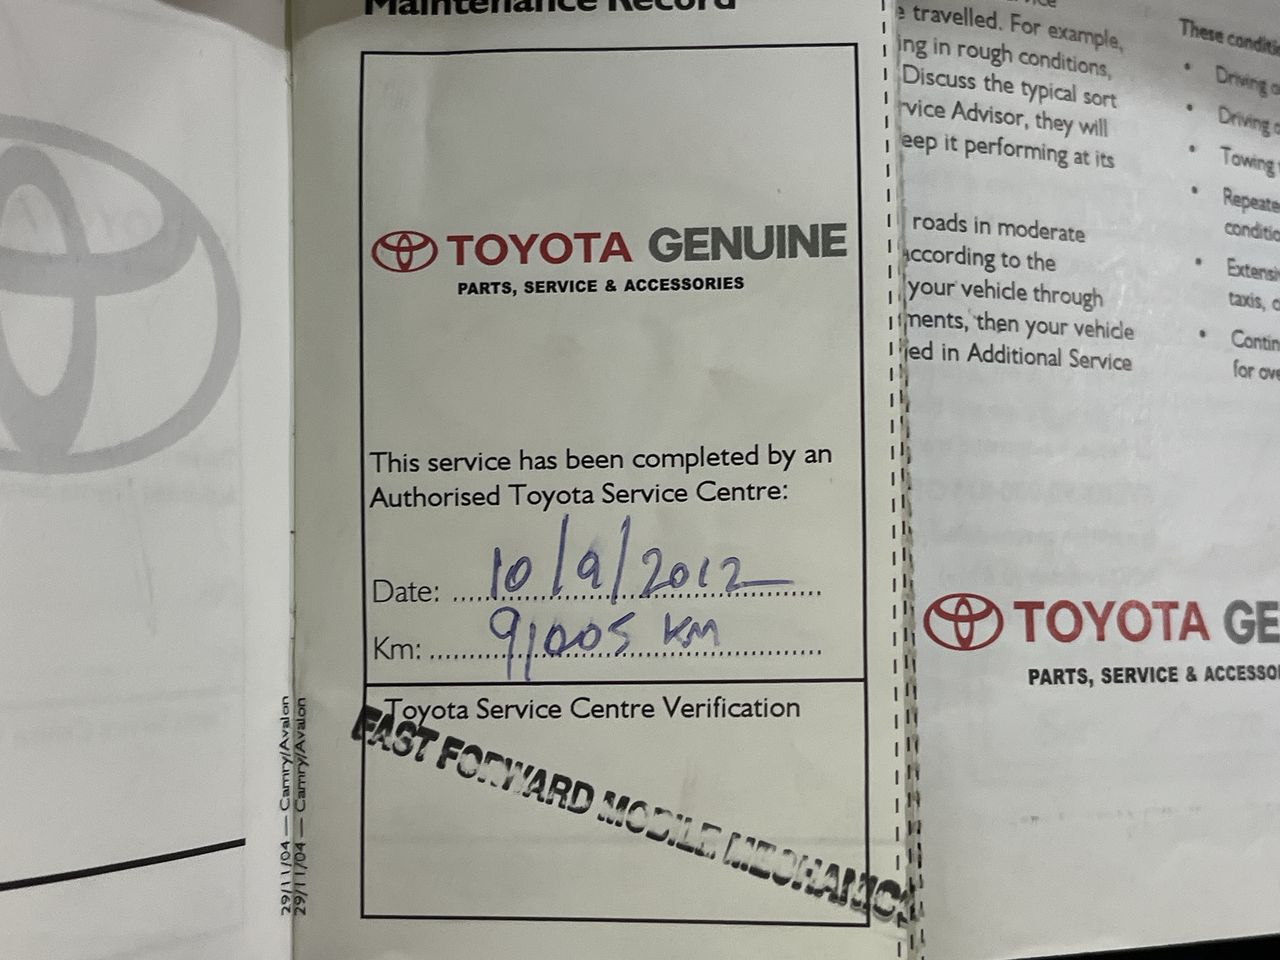 Maintenance Record
TOYOTA GENUINE
PARTS, SERVICE & ACCESSORIES
This service has been completed by an
Authorised Toyota Service Centre:
Date: 10/9/2012
Km: 91005 KM
Toyota Service Centre Verification
FAST FORWARD MOBILE MECHANICS
29/11/04 — Camry/Avalon
29/11/04 — Camry/Avalon
travelled. For example,
ing in rough conditions,
Discuss the typical sort
rvice Advisor, they will
eep it performing at its
roads in moderate
according to the
your vehicle through
ments, then your vehicle
ed in Additional Service
These conditi
• Driving o
• Driving o
• Towing
• Repeate
conditio
• Extensi
taxis,
• Contin
for ove
TOYOTA GE
PARTS, SERVICE & ACCESSO